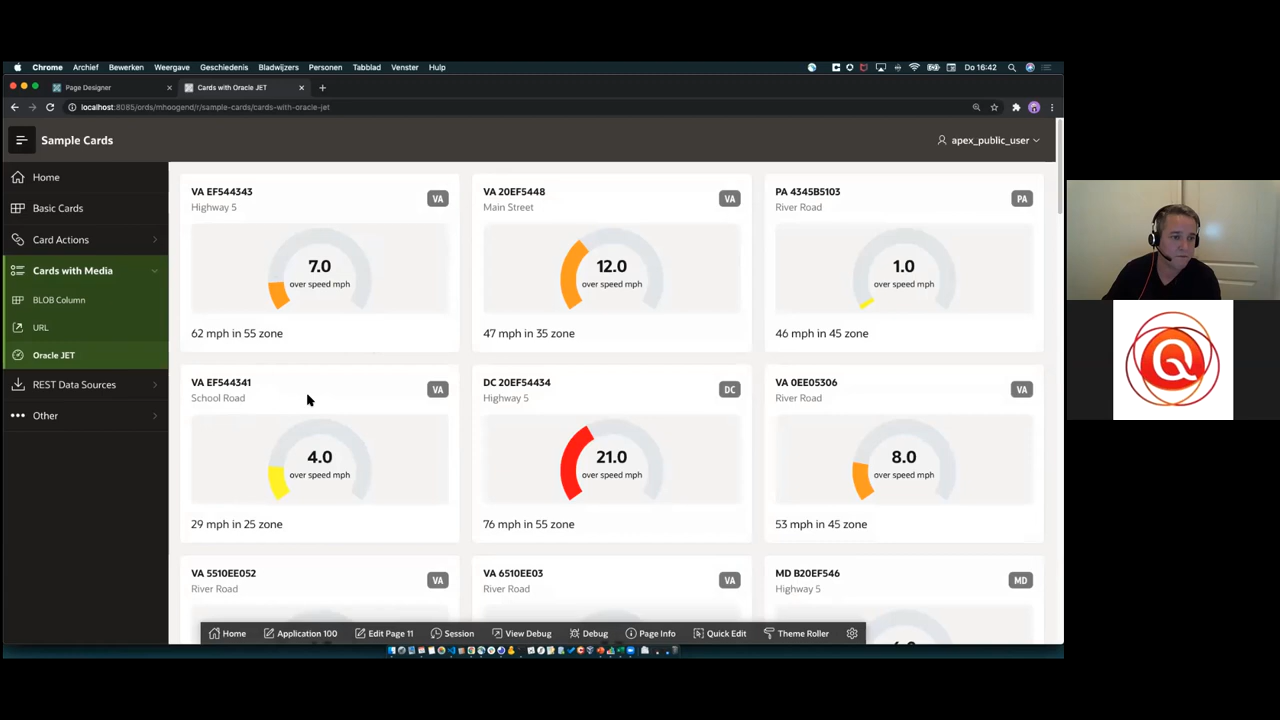 Chrome Archief Bewerken Weergave Geschiedenis Bladwijzers Personen Tabblad Venster Hulp Do 16:42
Page Designer × Cards with Oracle JET × +
localhost:8085/ords/mhoogend/r/sample-cards/cards-with-oracle-jet
Sample Cards apex_public_user
Home
Basic Cards
Card Actions
Cards with Media
BLOB Column
URL
Oracle JET
REST Data Sources
Other
VA EF544343 VA
Highway 5
7.0
over speed mph
62 mph in 55 zone
VA 20EF5448 VA
Main Street
12.0
over speed mph
47 mph in 35 zone
PA 4345B5103 PA
River Road
1.0
over speed mph
46 mph in 45 zone
VA EF544341 VA
School Road
4.0
over speed mph
29 mph in 25 zone
DC 20EF54434 DC
Highway 5
21.0
over speed mph
76 mph in 55 zone
VA 0EE05306 VA
River Road
8.0
over speed mph
53 mph in 45 zone
VA 5510EE052 VA
River Road
VA 6510EE03 VA
River Road
MD B20EF546 MD
Highway 5
Home Application 100 Edit Page 11 Session View Debug Debug Page Info Quick Edit Theme Roller
Q